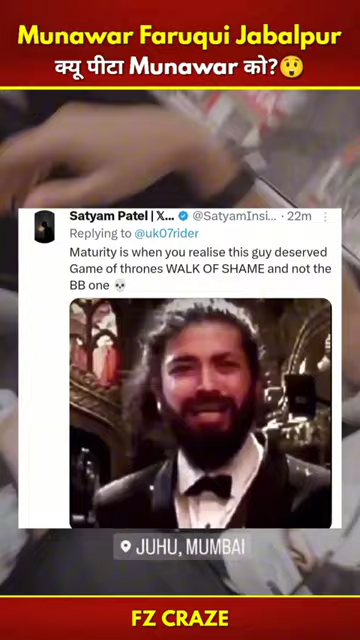 Munawar Faruqui Jabalpur
क्यू पीटा Munawar को?😲
Satyam Patel | 𝕏... @SatyamInsi... · 22m
Replying to @uk07rider
Maturity is when you realise this guy deserved
Game of thrones WALK OF SHAME and not the
BB one 💀
JUHU, MUMBAI
FZ CRAZE